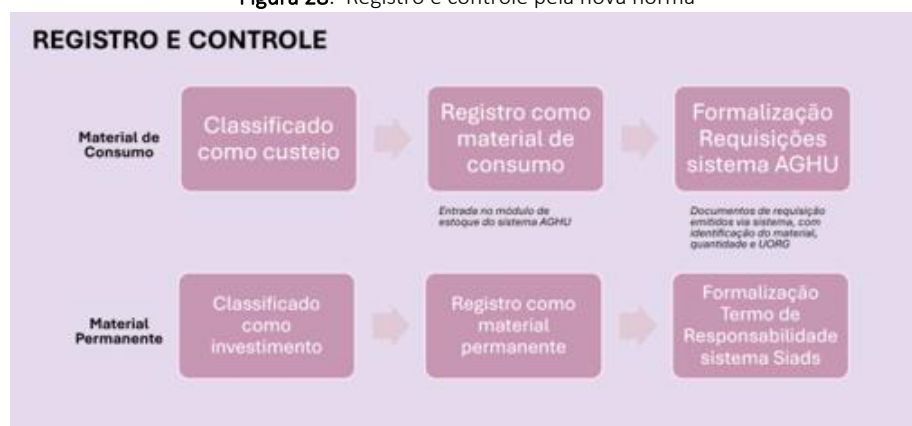 Figura 28: Registro e controle pela nova norma
REGISTRO E CONTROLE
Material de
Consumo
Classificado
como custeio
Registro como
material de
consumo
Formalização
Requisições
sistema AGHU
Entrada no módulo de
estoque do sistema AGHU
Documentos de requisição
emitidos via sistema, com
identificação do material,
quantidade e UORG
Material
Permanente
Classificado
como
investimento
Registro como
material
permanente
Formalização
Termo de
Responsabilidade
sistema Siads